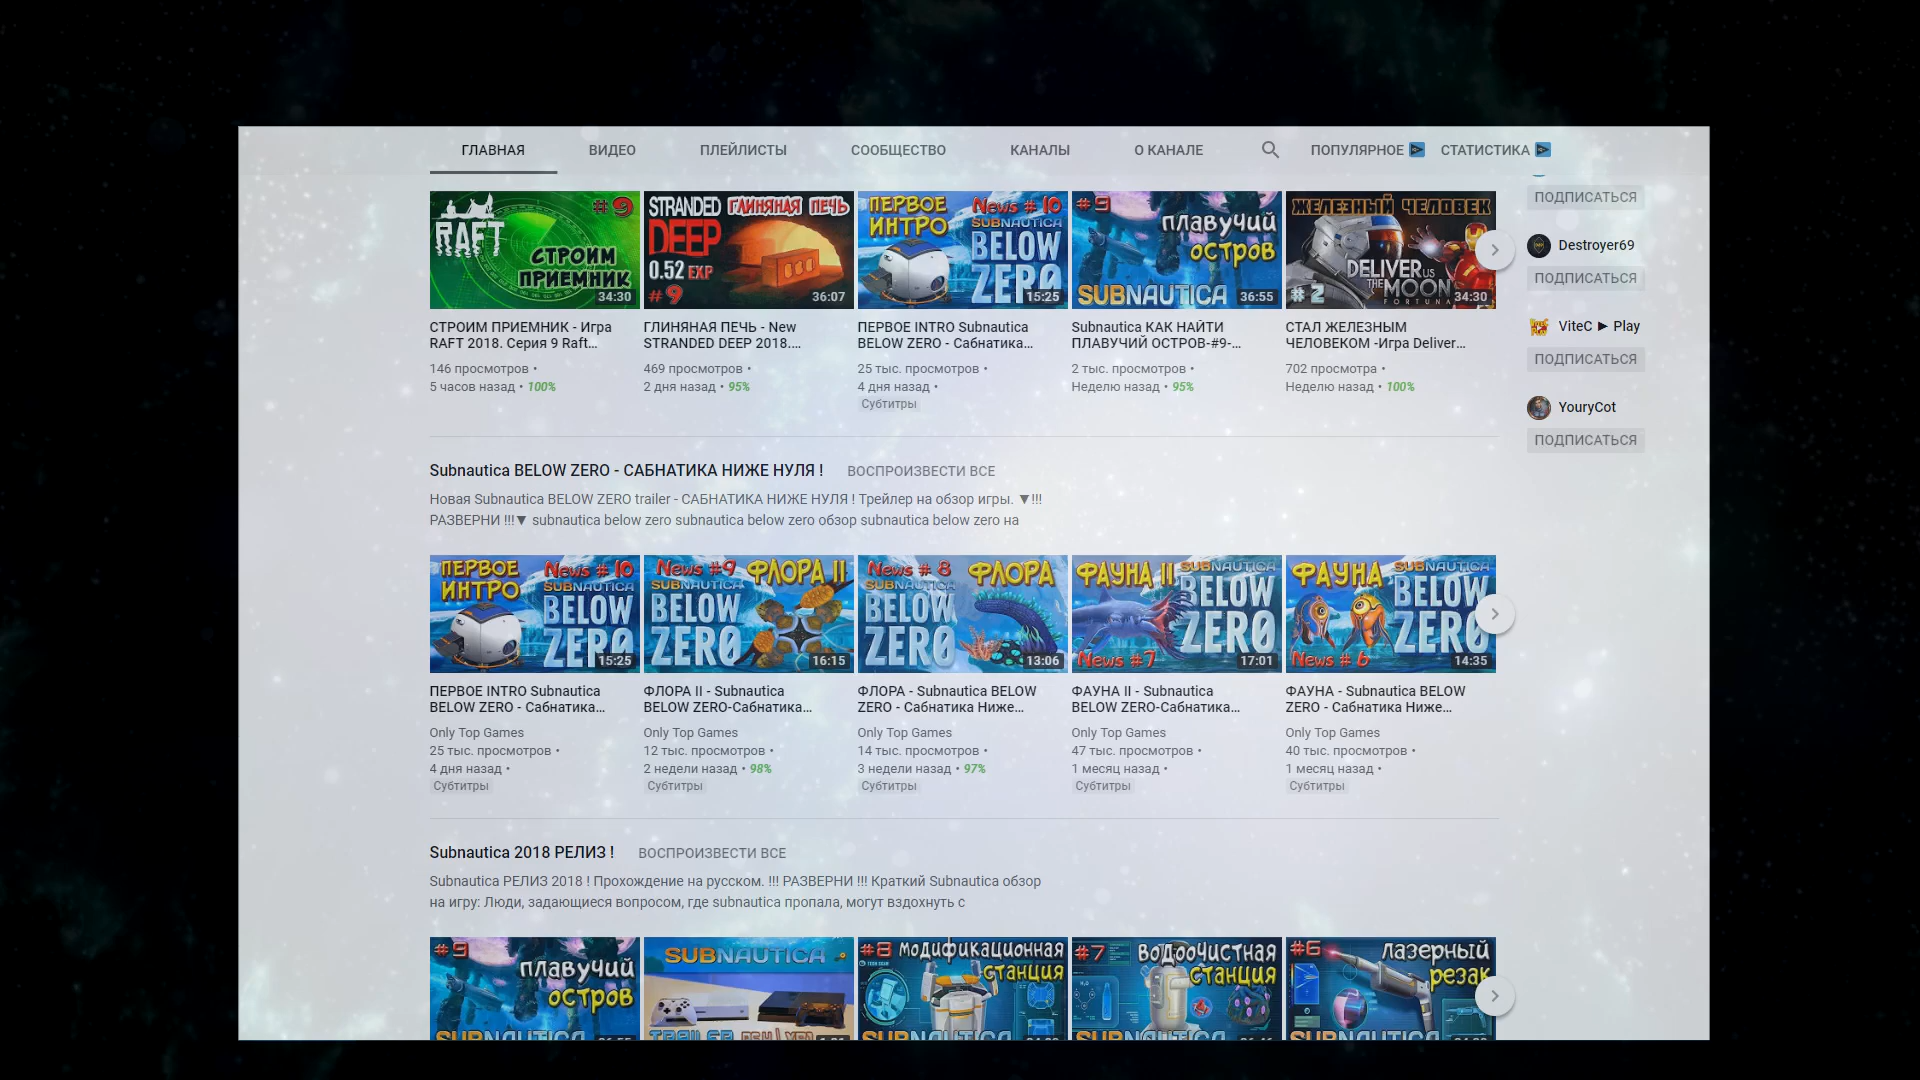 ГЛАВНАЯ
ВИДЕО
ПЛЕЙЛИСТЫ
СООБЩЕСТВО
КАНАЛЫ
О КАНАЛЕ
ПОПУЛЯРНОЕ
СТАТИСТИКА
#9
RAFT
СТРОИМ
ПРИЕМНИК
34:30
СТРОИМ ПРИЕМНИК - Игра
RAFT 2018. Серия 9 Raft...
146 просмотров •
5 часов назад • 100%
STRANDED
DEEP
ГЛИНЯНАЯ ПЕЧЬ
0.52 EXP
#9
36:07
ГЛИНЯНАЯ ПЕЧЬ - New
STRANDED DEEP 2018....
469 просмотров •
2 дня назад • 95%
ПЕРВОЕ
ИНТРО
News #10
SUBNAUTICA
BELOW
ZERO
15:25
ПЕРВОЕ INTRO Subnautica
BELOW ZERO - Сабнатика...
25 тыс. просмотров •
4 дня назад •
Субтитры
#9
плавучий
остров
SUBNAUTICA
36:55
Subnautica КАК НАЙТИ
ПЛАВУЧИЙ ОСТРОВ-#9-...
2 тыс. просмотров •
Неделю назад • 95%
ЖЕЛЕЗНЫЙ ЧЕЛОВЕК
DELIVER US
THE MOON
FORTUNA
#2
34:30
СТАЛ ЖЕЛЕЗНЫМ
ЧЕЛОВЕКОМ -Игра Deliver...
702 просмотра •
Неделю назад • 100%
ПОДПИСАТЬСЯ
Destroyer69
ПОДПИСАТЬСЯ
ViteC ► Play
ПОДПИСАТЬСЯ
YouryCot
ПОДПИСАТЬСЯ
Subnautica BELOW ZERO - САБНАТИКА НИЖЕ НУЛЯ !
ВОСПРОИЗВЕСТИ ВСЕ
Новая Subnautica BELOW ZERO trailer - САБНАТИКА НИЖЕ НУЛЯ ! Трейлер на обзор игры. ▼!!!
РАЗВЕРНИ !!!▼ subnautica below zero subnautica below zero обзор subnautica below zero на
ПЕРВОЕ
ИНТРО
News #10
SUBNAUTICA
BELOW
ZERO
15:25
ПЕРВОЕ INTRO Subnautica
BELOW ZERO - Сабнатика...
Only Top Games
25 тыс. просмотров •
4 дня назад •
Субтитры
News #9
ФЛОРА II
SUBNAUTICA
BELOW
ZERO
16:15
ФЛОРА II - Subnautica
BELOW ZERO-Сабнатика...
Only Top Games
12 тыс. просмотров •
2 недели назад • 98%
Субтитры
News #8
ФЛОРА
SUBNAUTICA
BELOW
ZERO
13:06
ФЛОРА - Subnautica BELOW
ZERO - Сабнатика Ниже...
Only Top Games
14 тыс. просмотров •
3 недели назад • 97%
Субтитры
ФАУНА II
SUBNAUTICA
BELOW
ZERO
News #7
17:01
ФАУНА II - Subnautica
BELOW ZERO-Сабнатика...
Only Top Games
47 тыс. просмотров •
1 месяц назад •
Субтитры
ФАУНА
SUBNAUTICA
BELOW
ZERO
News #6
14:35
ФАУНА - Subnautica BELOW
ZERO - Сабнатика Ниже...
Only Top Games
40 тыс. просмотров •
1 месяц назад •
Субтитры
Subnautica 2018 РЕЛИЗ !
ВОСПРОИЗВЕСТИ ВСЕ
Subnautica РЕЛИЗ 2018 ! Прохождение на русском. !!! РАЗВЕРНИ !!! Краткий Subnautica обзор
на игру: Люди, задающиеся вопросом, где subnautica пропала, могут вздохнуть с
#9
плавучий
остров
SUBNAUTICA
SUBNAUTICA
#8 модификационная
станция
SUBNAUTICA
#7 водоочистная
станция
SUBNAUTICA
#6 лазерный
резак
SUBNAUTICA